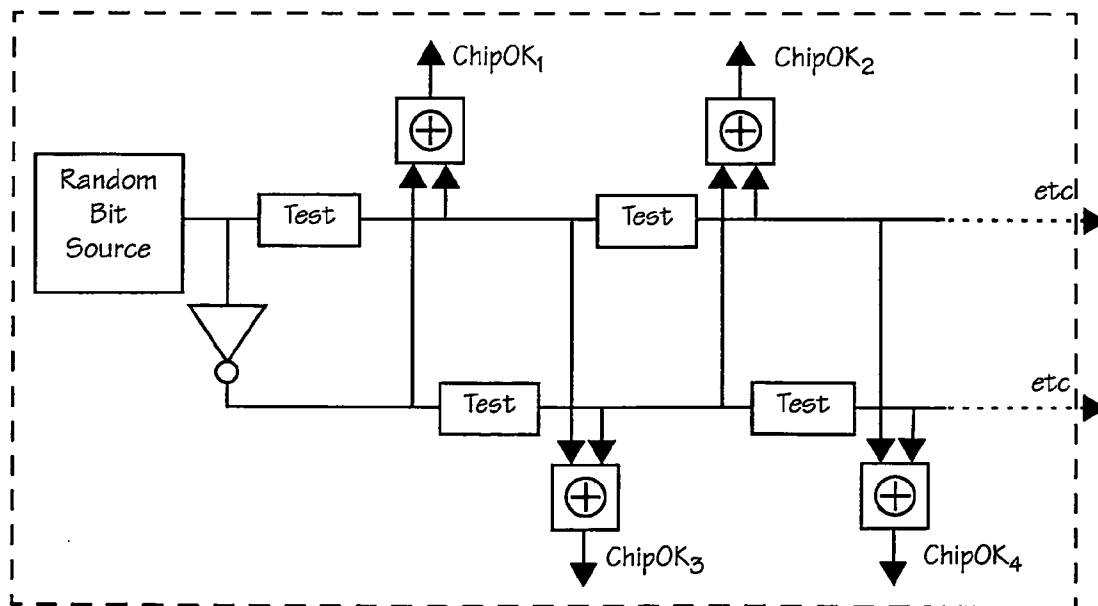 ChipOK1
ChipOK2
Random
Bit
Source
Test
Test
etc
Test
Test
etc
ChipOK3
ChipOK4